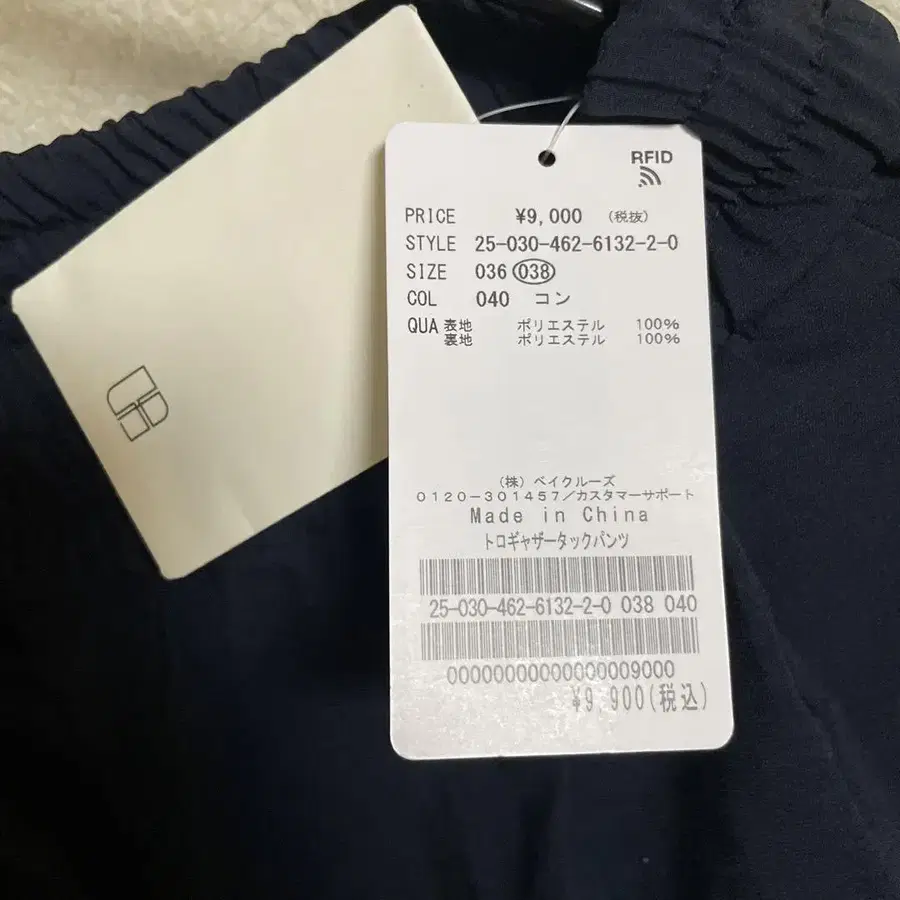 RFID
PRICE ¥9,000 (税抜)
STYLE 25-030-462-6132-2-0
SIZE 036 038
COL 040 コン
QUA 表地 ポリエステル 100%
裏地 ポリエステル 100%
(株) ベイクルーズ
0120-301457/カスタマーサポート
Made in China
トロギャザータックパンツ
25-030-462-6132-2-0 038 040
00000000000000009000
¥9,900(税込)